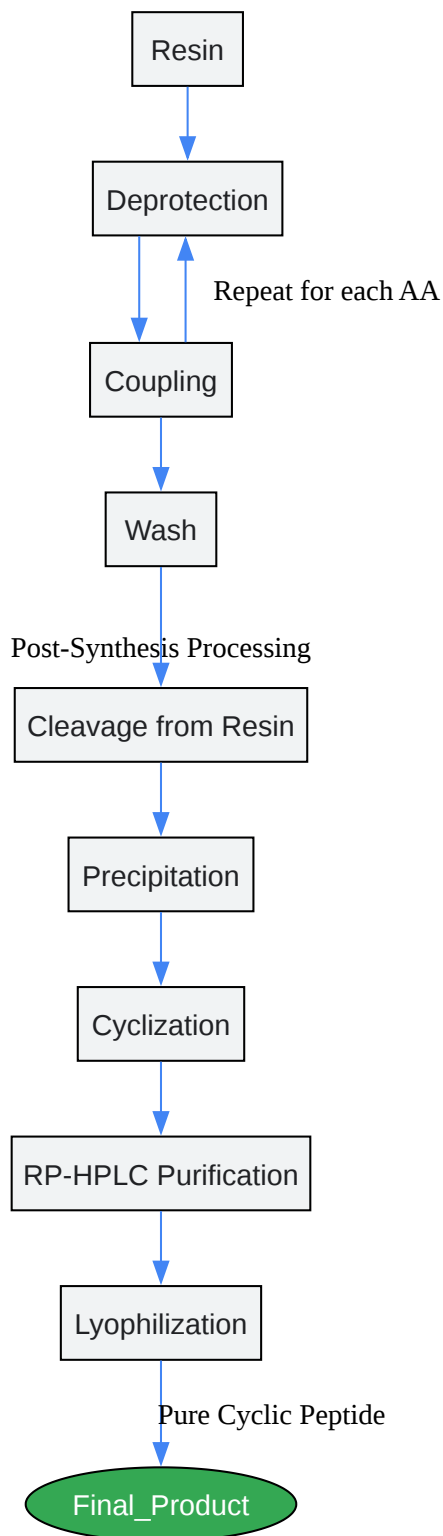 Resin
Deprotection
Repeat for each AA
Coupling
Wash
Post-Synthesis Processing
Cleavage from Resin
Precipitation
Cyclization
RP-HPLC Purification
Lyophilization
Pure Cyclic Peptide
Final_Product